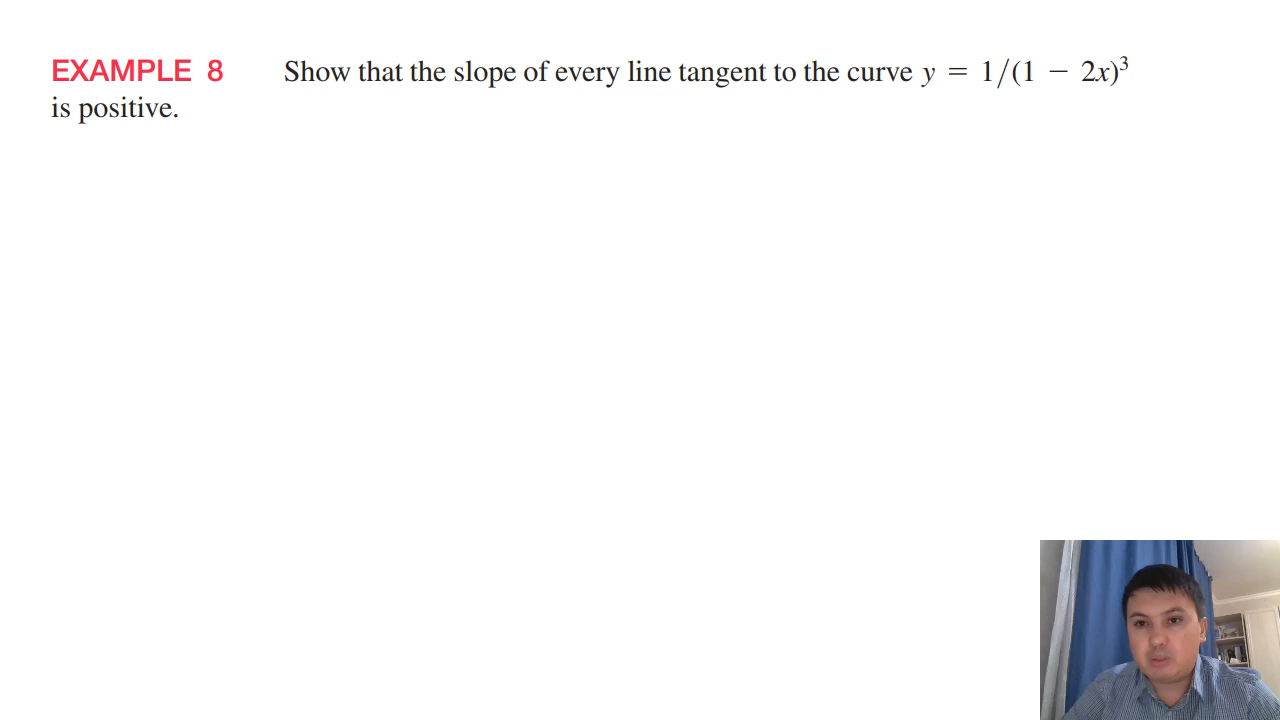 EXAMPLE 8 Show that the slope of every line tangent to the curve y = 1/(1 − 2x)³
is positive.